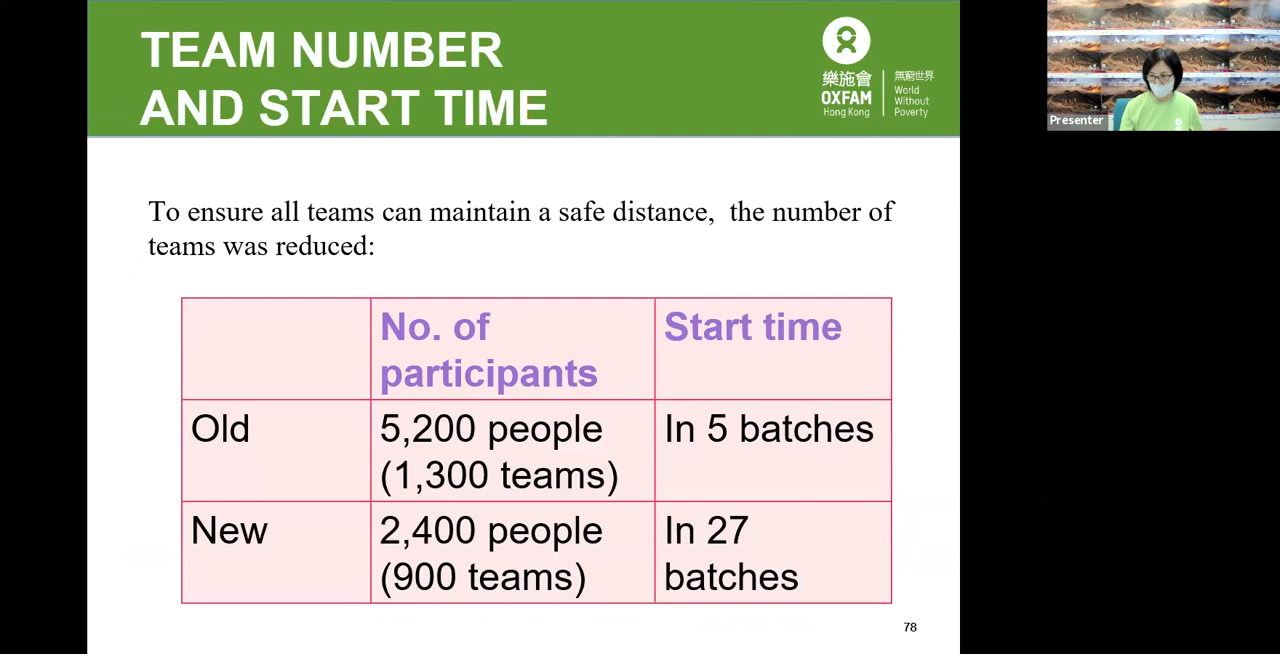 TEAM NUMBER
AND START TIME
樂施會
OXFAM
Hong Kong
無窮世界
World
Without
Poverty
Presenter
To ensure all teams can maintain a safe distance,  the number of
teams was reduced:
No. of
participants
Start time
Old
5,200 people
(1,300 teams)
In 5 batches
New
2,400 people
(900 teams)
In 27
batches
78